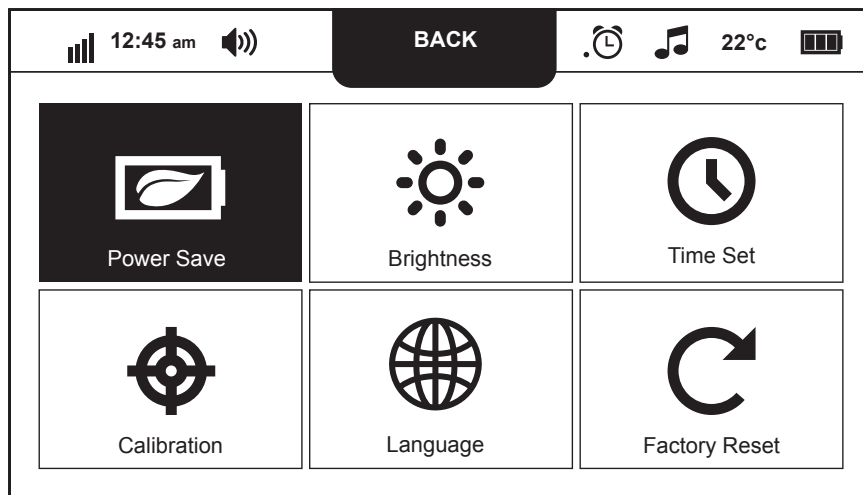 12:45 am BACK 22°c
Power Save Brightness Time Set
Calibration Language Factory Reset